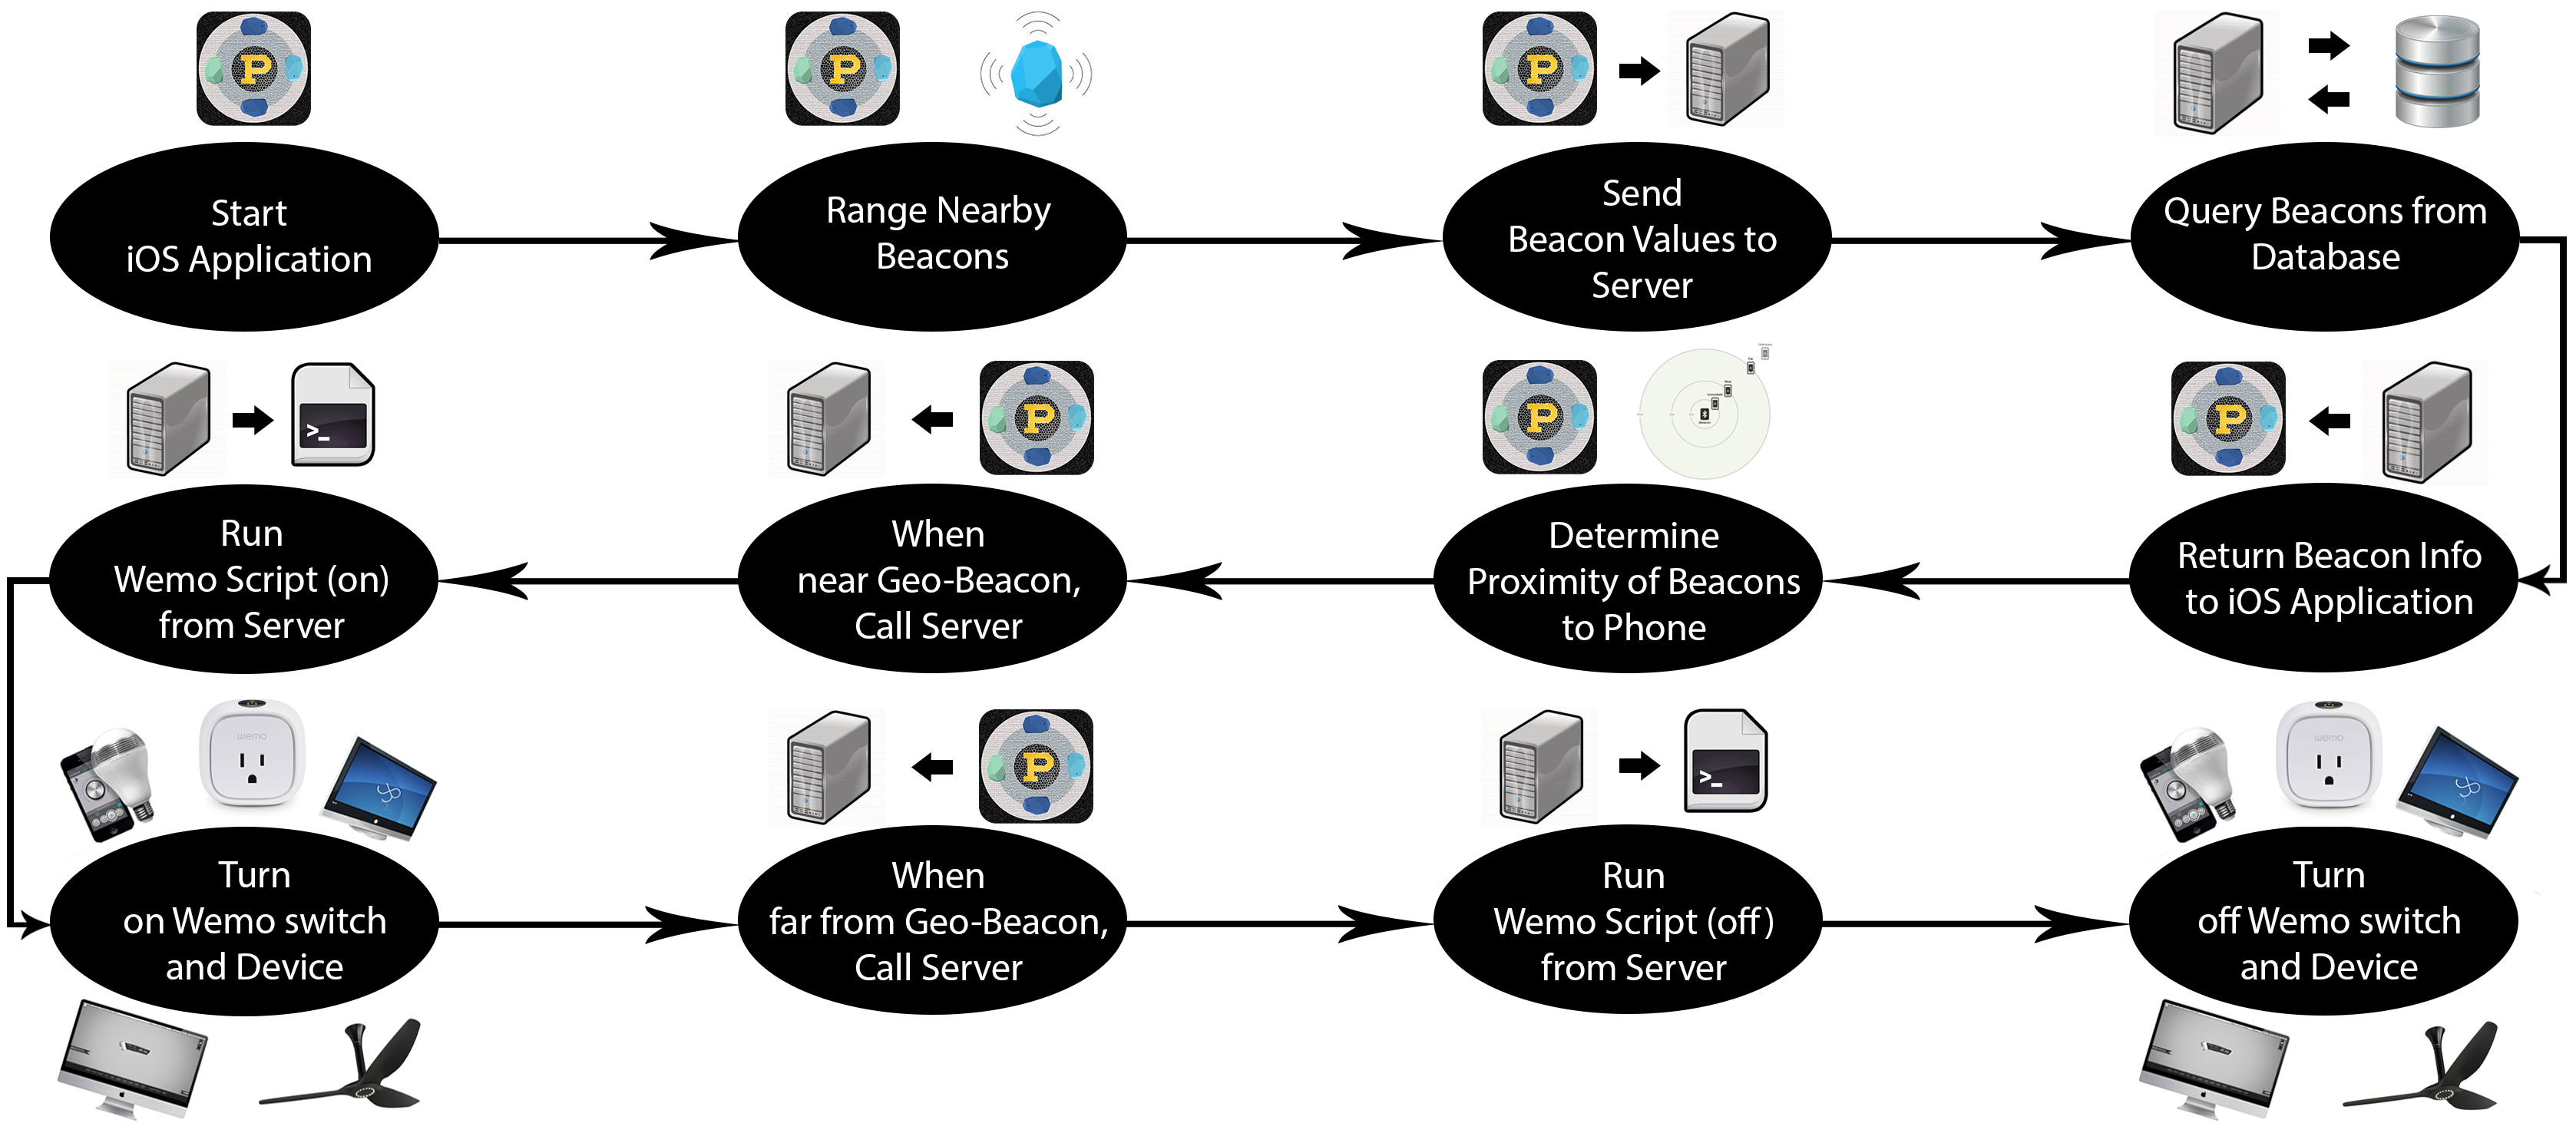 P
P
P
Start
iOS Application
Range Nearby
Beacons
Send
Beacon Values to
Server
Query Beacons from
Database
>_
P
P
Beacon
P
Run
Wemo Script (on)
from Server
When
near Geo-Beacon,
Call Server
Determine
Proximity of Beacons
to Phone
Return Beacon Info
to iOS Application
wemo
P
>_
wemo
Turn
on Wemo switch
and Device
When
far from Geo-Beacon,
Call Server
Run
Wemo Script (off)
from Server
Turn
off Wemo switch
and Device